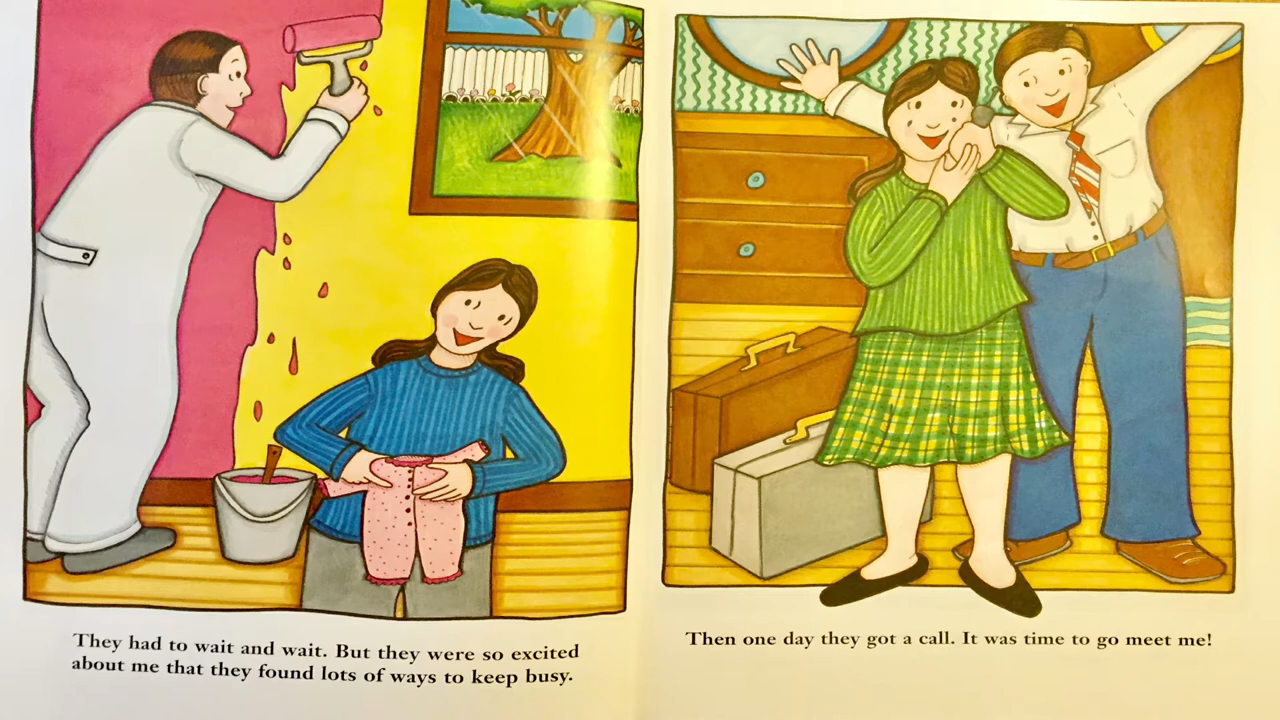 They had to wait and wait. But they were so excited
about me that they found lots of ways to keep busy.
Then one day they got a call. It was time to go meet me!